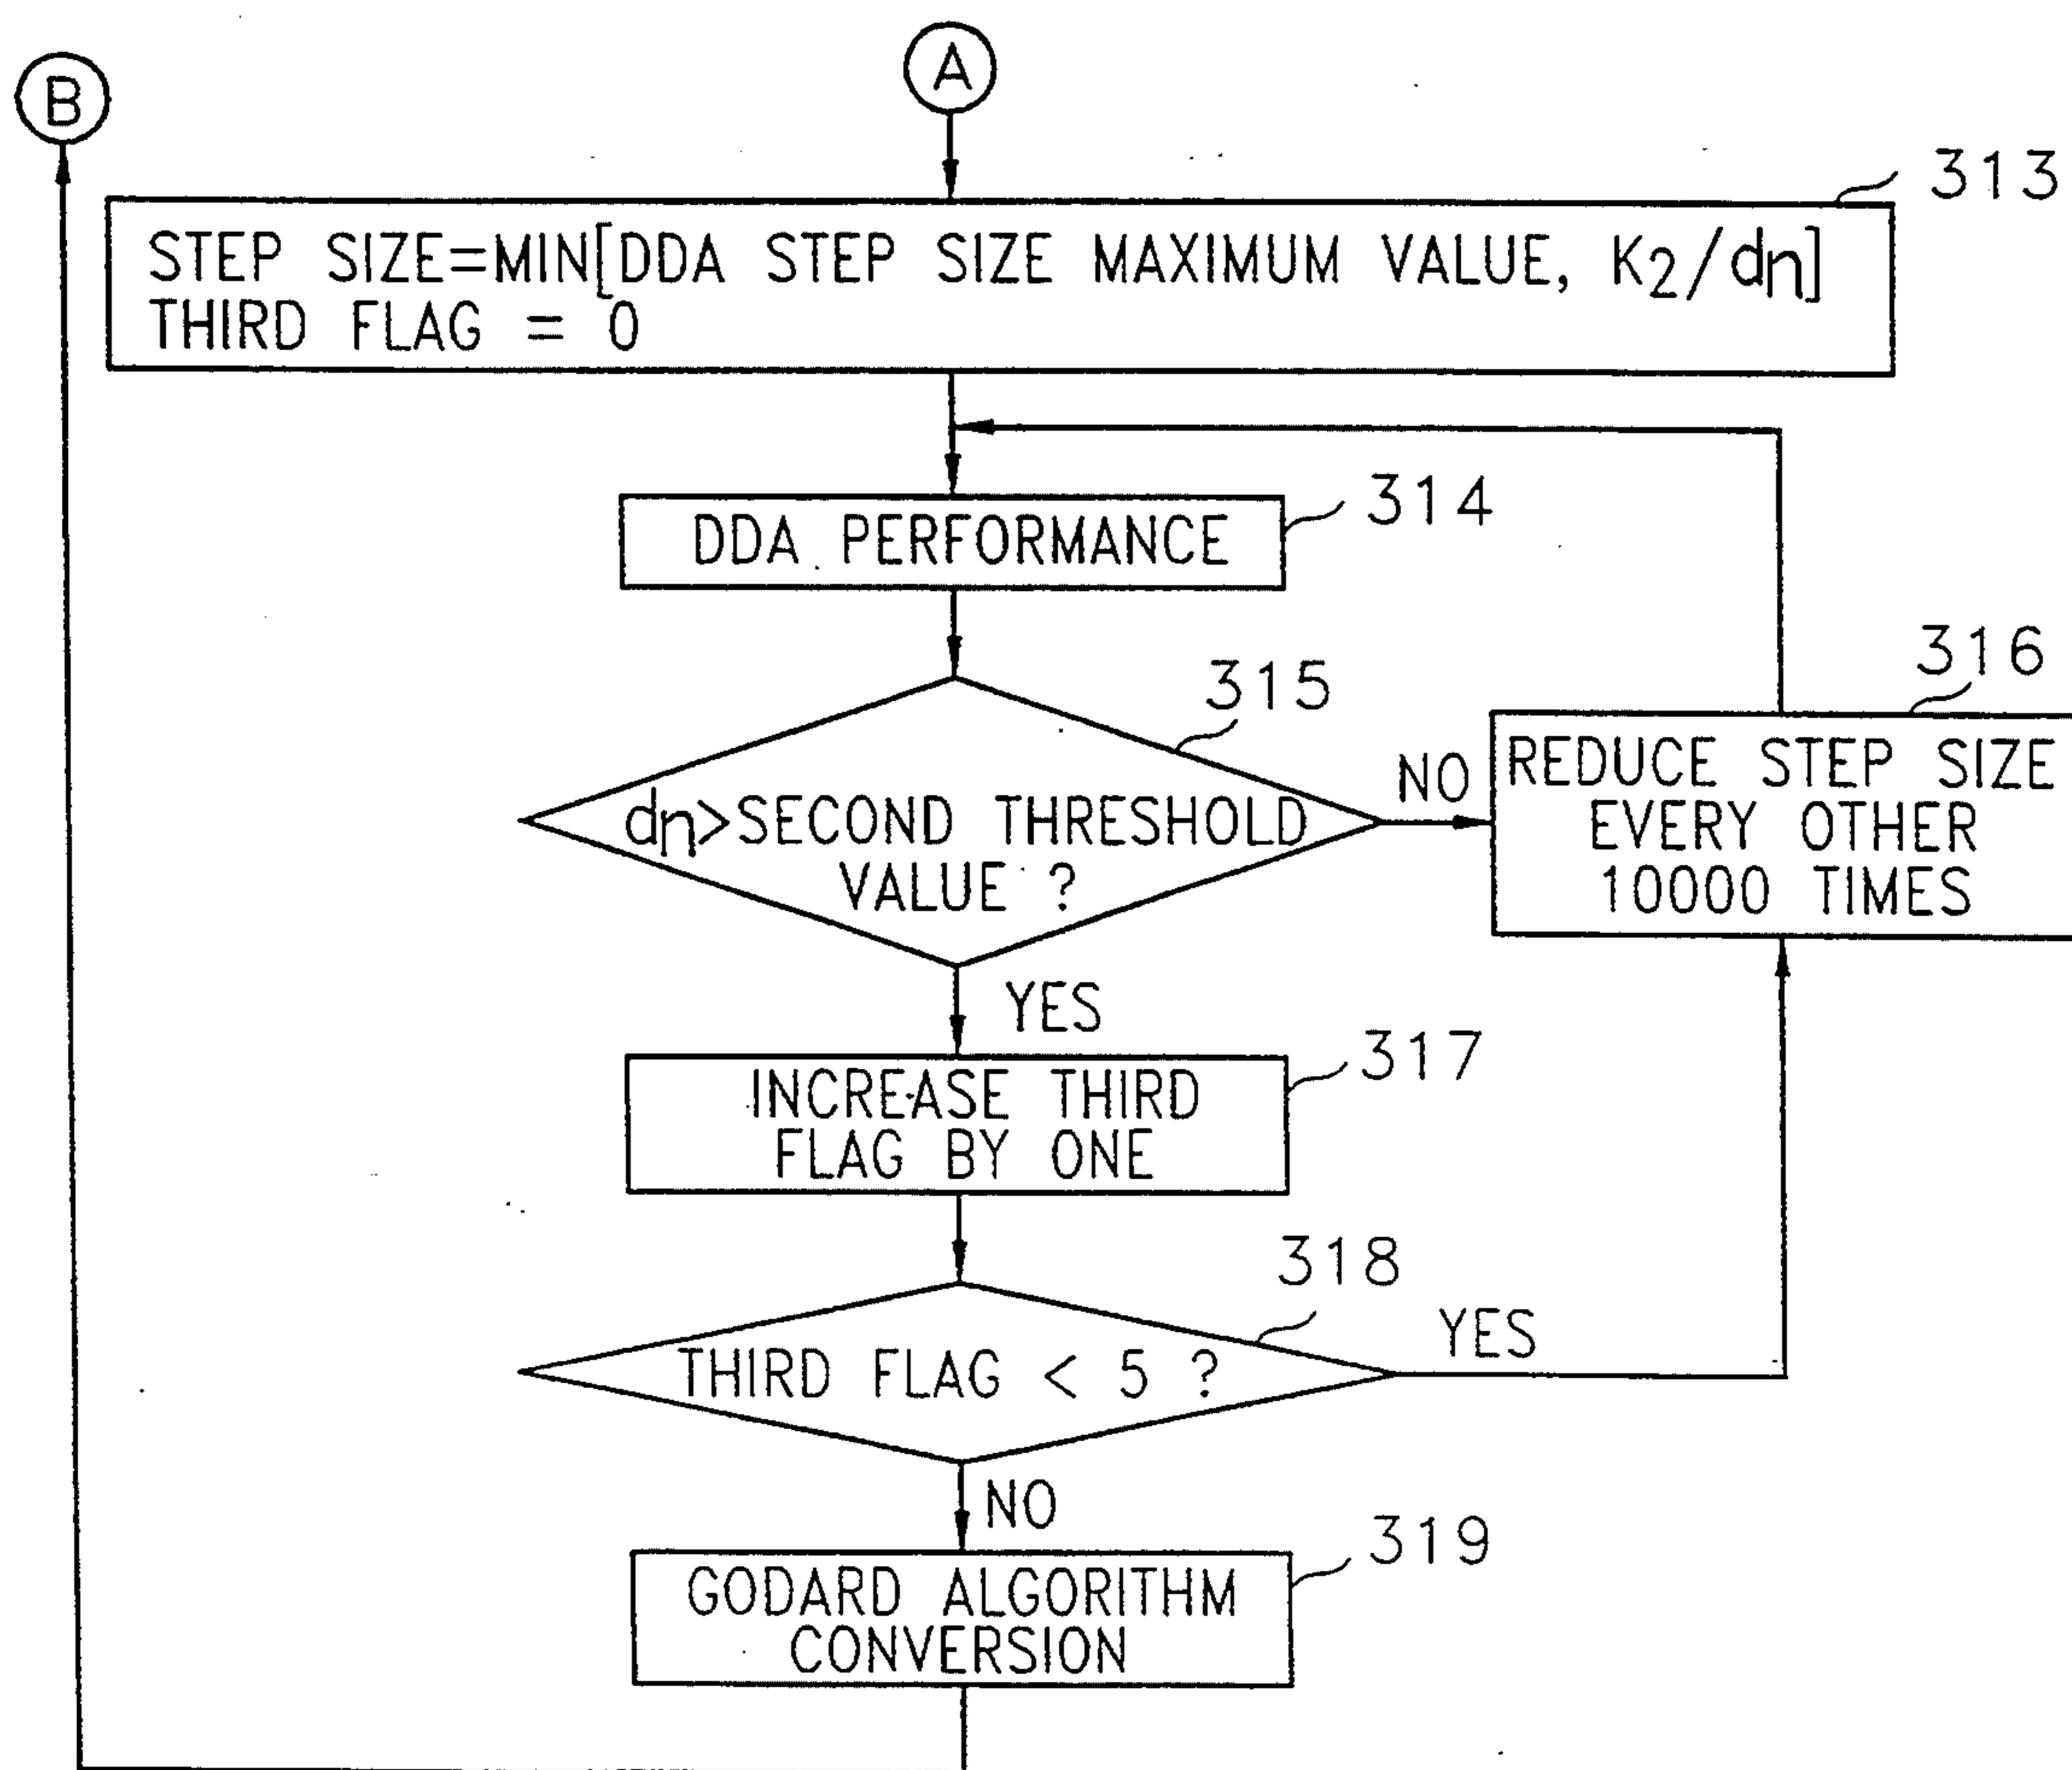 A
B
313
STEP SIZE=MIN[DDA STEP SIZE MAXIMUM VALUE, K2/dn]
THIRD FLAG = 0
314
DDA PERFORMANCE
315
dn>SECOND THRESHOLD
VALUE ?
NO
316
REDUCE STEP SIZE
EVERY OTHER
10000 TIMES
YES
317
INCREASE THIRD
FLAG BY ONE
318
THIRD FLAG < 5 ?
YES
NO
319
GODARD ALGORITHM
CONVERSION